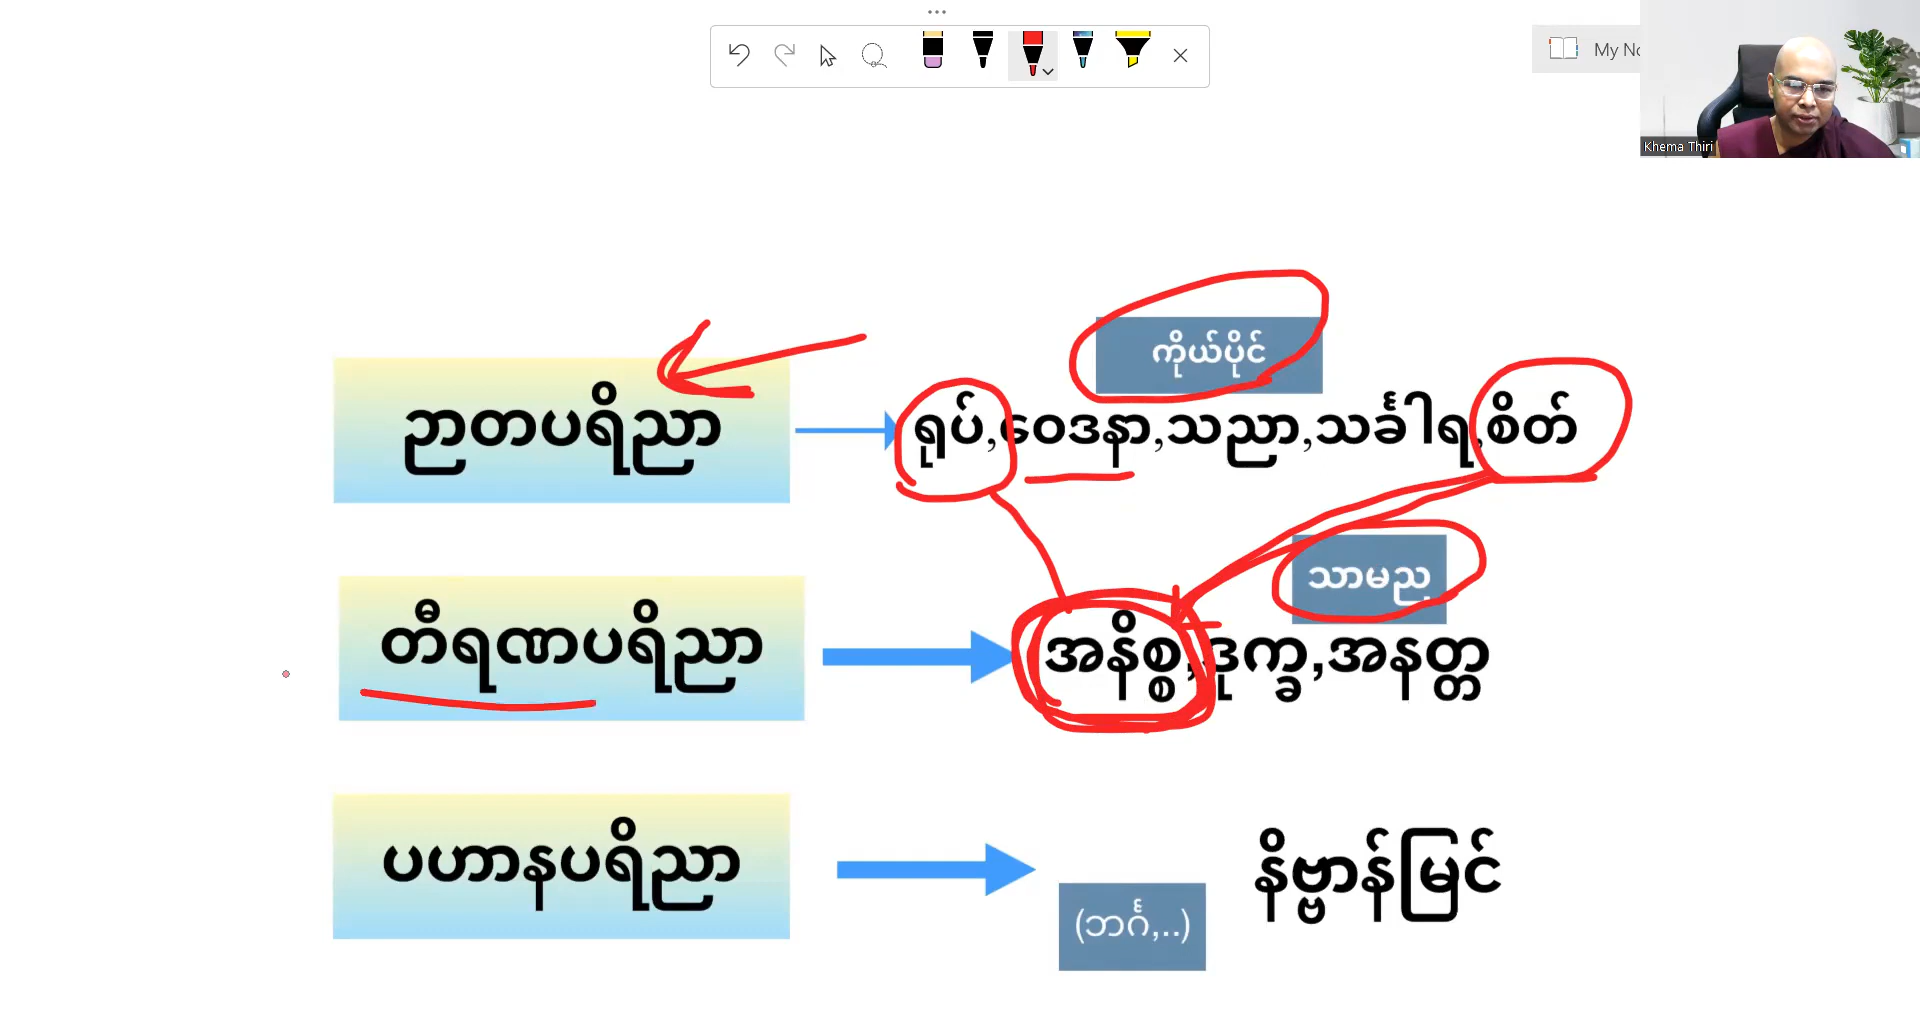 My No
Khema Thiri
ကိုယ်ပိုင်
ဉာတပရိညာ
ရုပ်,ဝေဒနာ,သညာ,သင်္ခါရ,စိတ်
သာမည
တီရဏပရိညာ
အနိစ္စ,ဒုက္ခ,အနတ္တ
ပဟာနပရိညာ
နိဗ္ဗာန်မြင်
(ဘင်္ဂ,..)